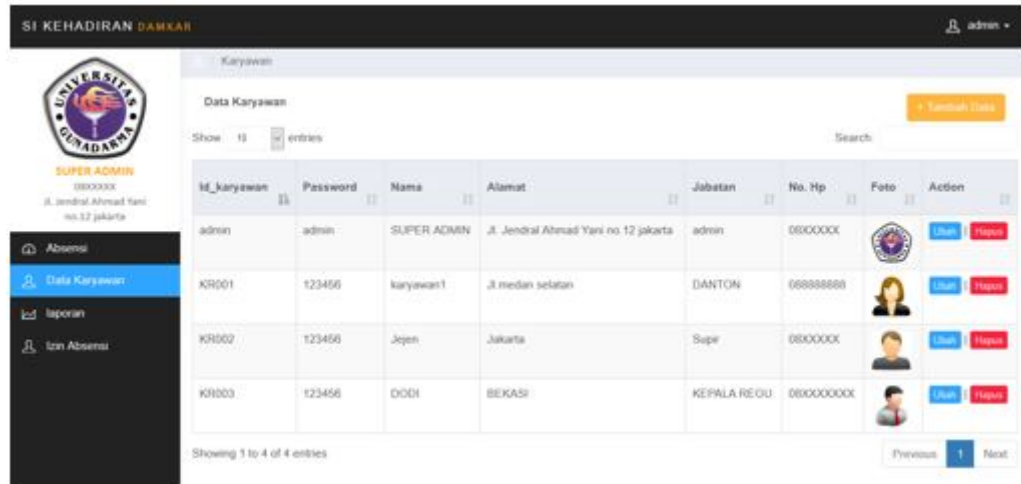 SI KEHADIRAN DAMKAR
admin
Karyawan
UNIVERSITAS
GUNADARMA
SUPER ADMIN
08XXXXX
Jl. Jendral Ahmad Yani
no.12 jakarta
Absensi
Data Karyawan
laporan
Izin Absensi
Data Karyawan
+ Tambah Data
Show 10 entries
Search:
Id_karyawan Password Nama Alamat Jabatan No. Hp Foto Action
admin admin SUPER ADMIN Jl. Jendral Ahmad Yani no 12 jakarta admin 08XXXXX Ubah | Hapus
KR001 123456 karyawan1 Jl.medan selatan DANTON 088888888 Ubah | Hapus
KR002 123456 Jejen Jakarta Supir 08XXXXX Ubah | Hapus
KR003 123456 DODI BEKASI KEPALA REGU 08XXXXXXXX Ubah | Hapus
Showing 1 to 4 of 4 entries
Previous 1 Next